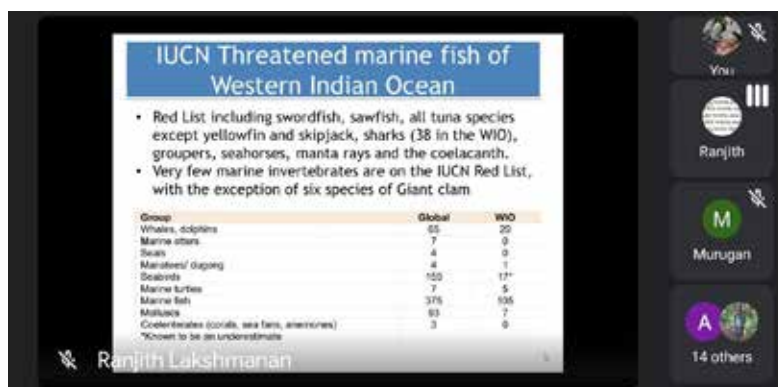 IUCN Threatened marine fish of
Western Indian Ocean
• Red List including swordfish, sawfish, all tuna species
except yellowfin and skipjack, sharks (38 in the WIO),
groupers, seahorses, manta rays and the coelacanth.
• Very few marine invertebrates are on the IUCN Red List,
with the exception of six species of Giant clam
Group Global WIO
Whales, dolphins 65 20
Marine otters 7 0
Seals 4 0
Manatees/ dugong 4 1
Seabirds 17*
Marine turtles 7 5
Marine fish 375 105
Molluscs 93 7
Coelenterates (corals, sea fans, anemones) 3 0
*Known to be an underestimate
Ranjith Lakshmanan
You
Ranjith
M
Murugan
A
14 others